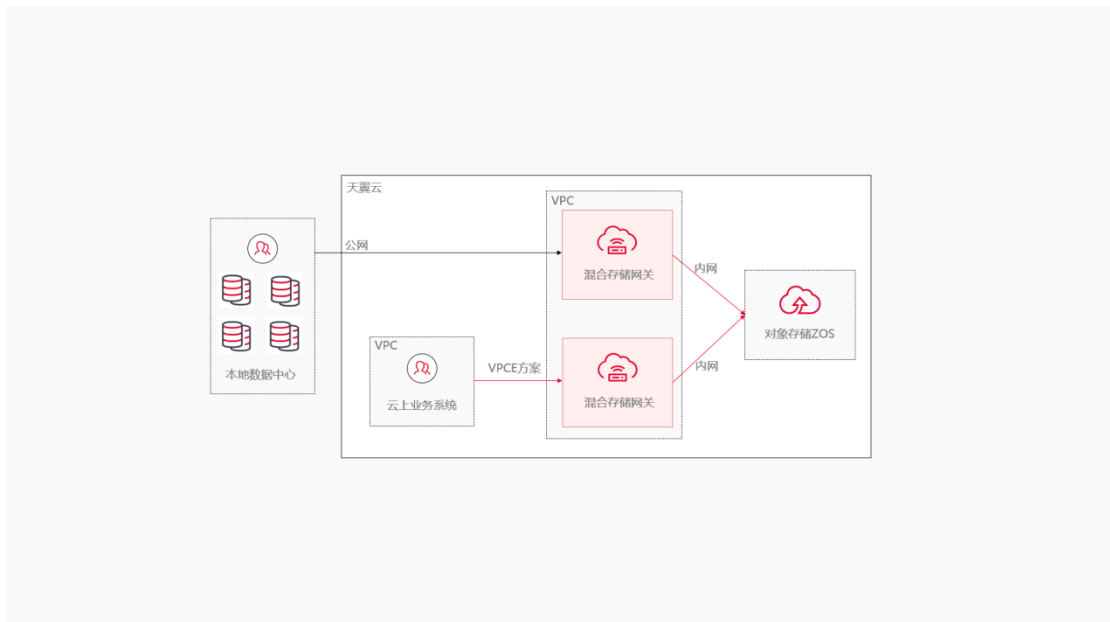 天翼云
VPC
公网
混合存储网关
内网
对象存储ZOS
本地数据中心
VPC
云上业务系统
VPCE方案
混合存储网关
内网